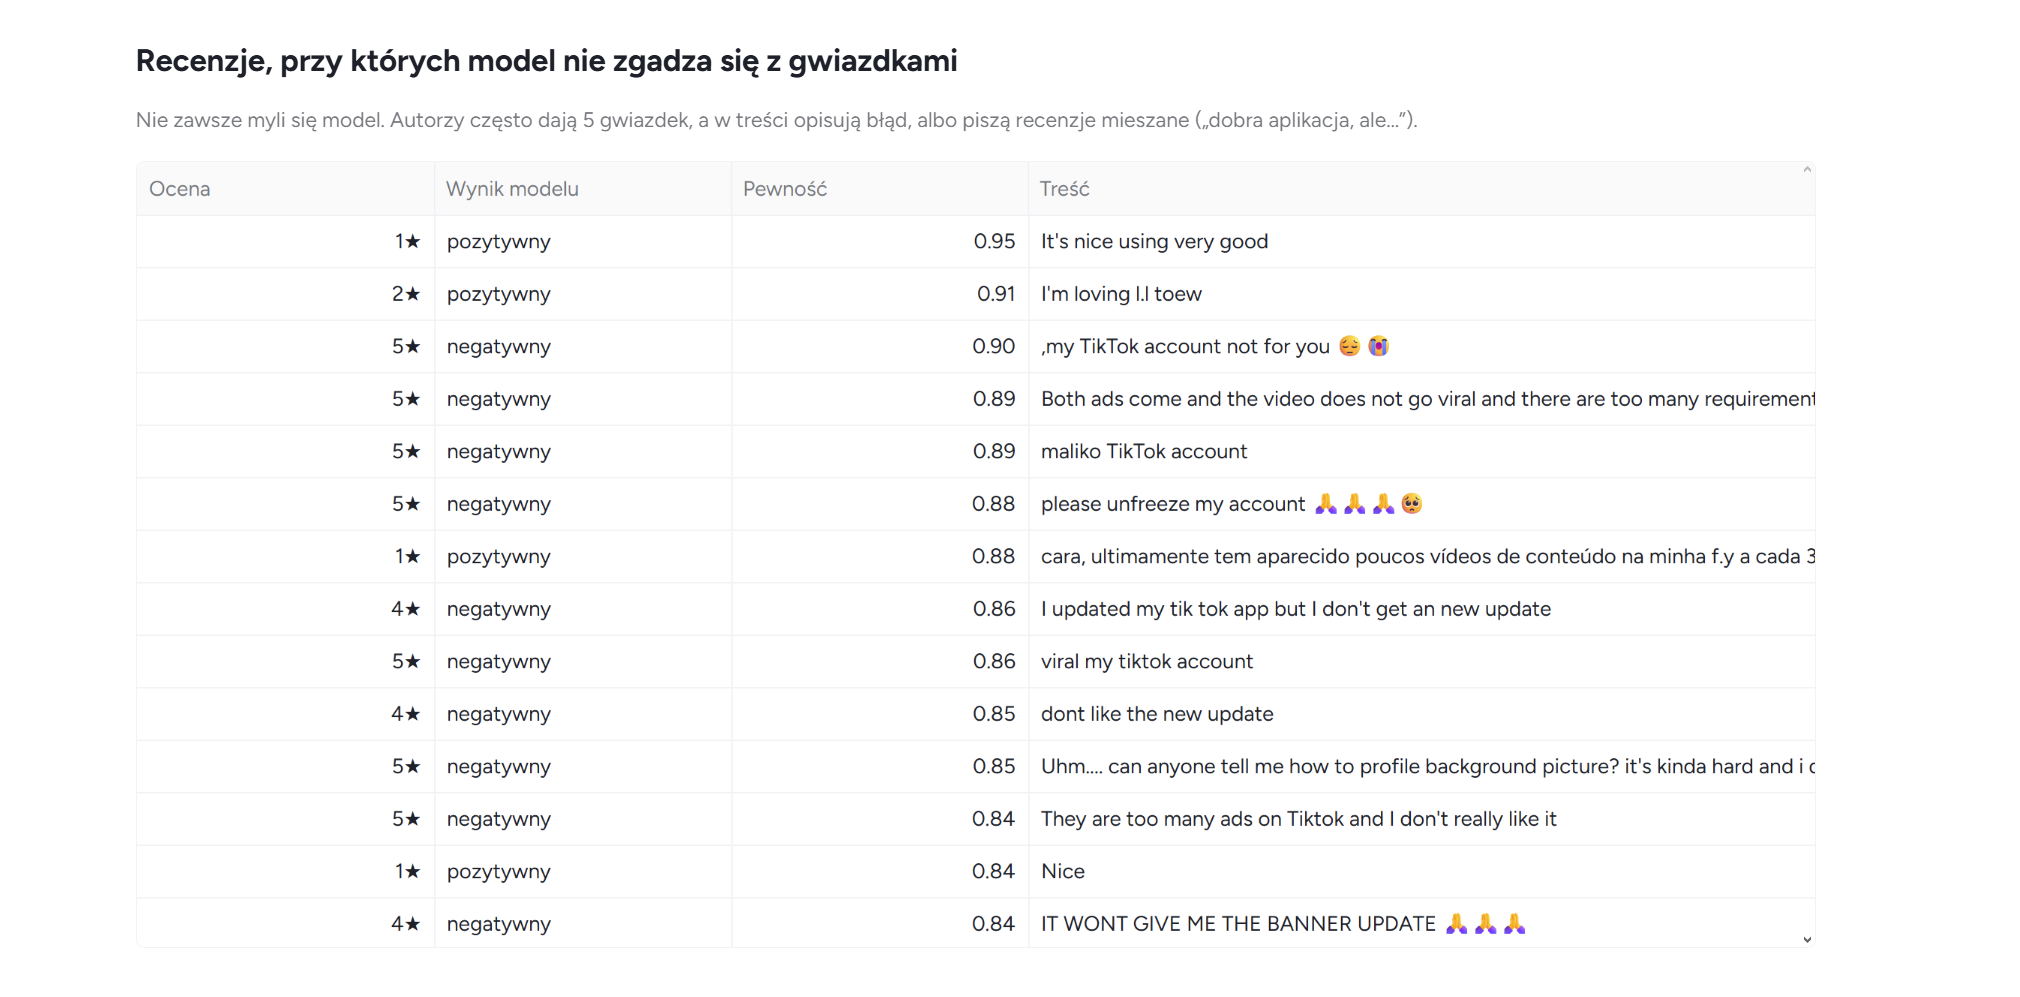 Recenzje, przy których model nie zgadza się z gwiazdkami
Nie zawsze myli się model. Autorzy często dają 5 gwiazdek, a w treści opisują błąd, albo piszą recenzje mieszane („dobra aplikacja, ale...”).
Ocena Wynik modelu Pewność Treść
1★ pozytywny 0.95 It's nice using very good
2★ pozytywny 0.91 I'm loving I.I toew
5★ negatywny 0.90 ,my TikTok account not for you 😔 😭
5★ negatywny 0.89 Both ads come and the video does not go viral and there are too many requirement
5★ negatywny 0.89 maliko TikTok account
5★ negatywny 0.88 please unfreeze my account 🙏 🙏 🙏 🥺
1★ pozytywny 0.88 cara, ultimamente tem aparecido poucos vídeos de conteúdo na minha f.y a cada 3
4★ negatywny 0.86 I updated my tik tok app but I don't get an new update
5★ negatywny 0.86 viral my tiktok account
4★ negatywny 0.85 dont like the new update
5★ negatywny 0.85 Uhm.... can anyone tell me how to profile background picture? it's kinda hard and i
5★ negatywny 0.84 They are too many ads on Tiktok and I don't really like it
1★ pozytywny 0.84 Nice
4★ negatywny 0.84 IT WONT GIVE ME THE BANNER UPDATE 🙏 🙏 🙏